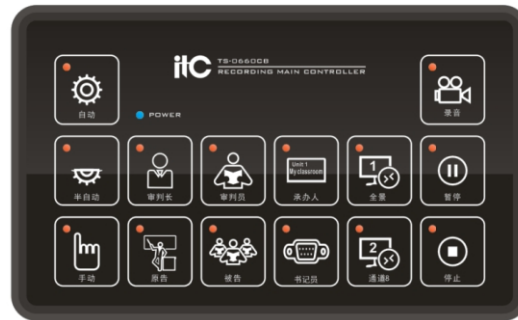 itC TS-0660CB
RECORDING MAIN CONTROLLER
自动
POWER
录音
Unit 1
My classroom
1
半自动
审判长
审判员
承办人
全景
暂停
2
手动
原告
被告
书记员
通道8
停止